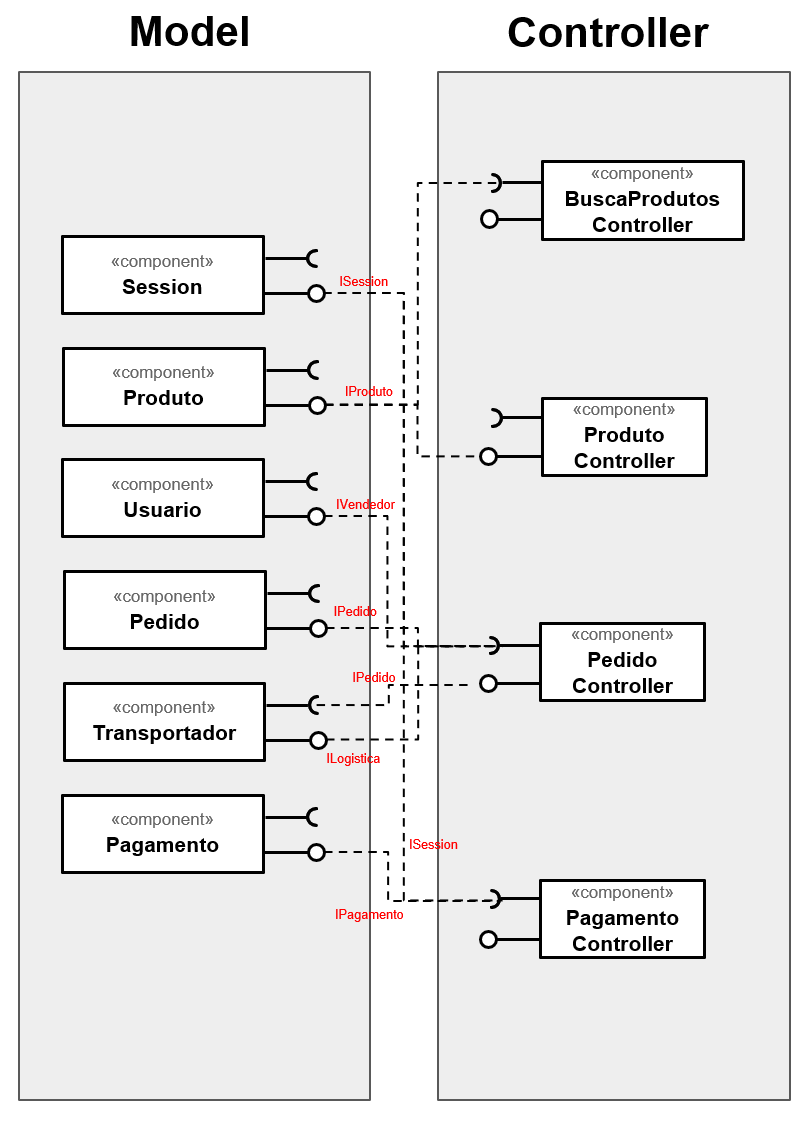 Model
Controller
«component»
Session
ISession
«component»
Produto
IProduto
«component»
Usuario
IVendedor
«component»
Pedido
IPedido
«component»
Transportador
IPedido
ILogistica
«component»
Pagamento
IPagamento
ISession
«component»
BuscaProdutos
Controller
«component»
Produto
Controller
«component»
Pedido
Controller
«component»
Pagamento
Controller